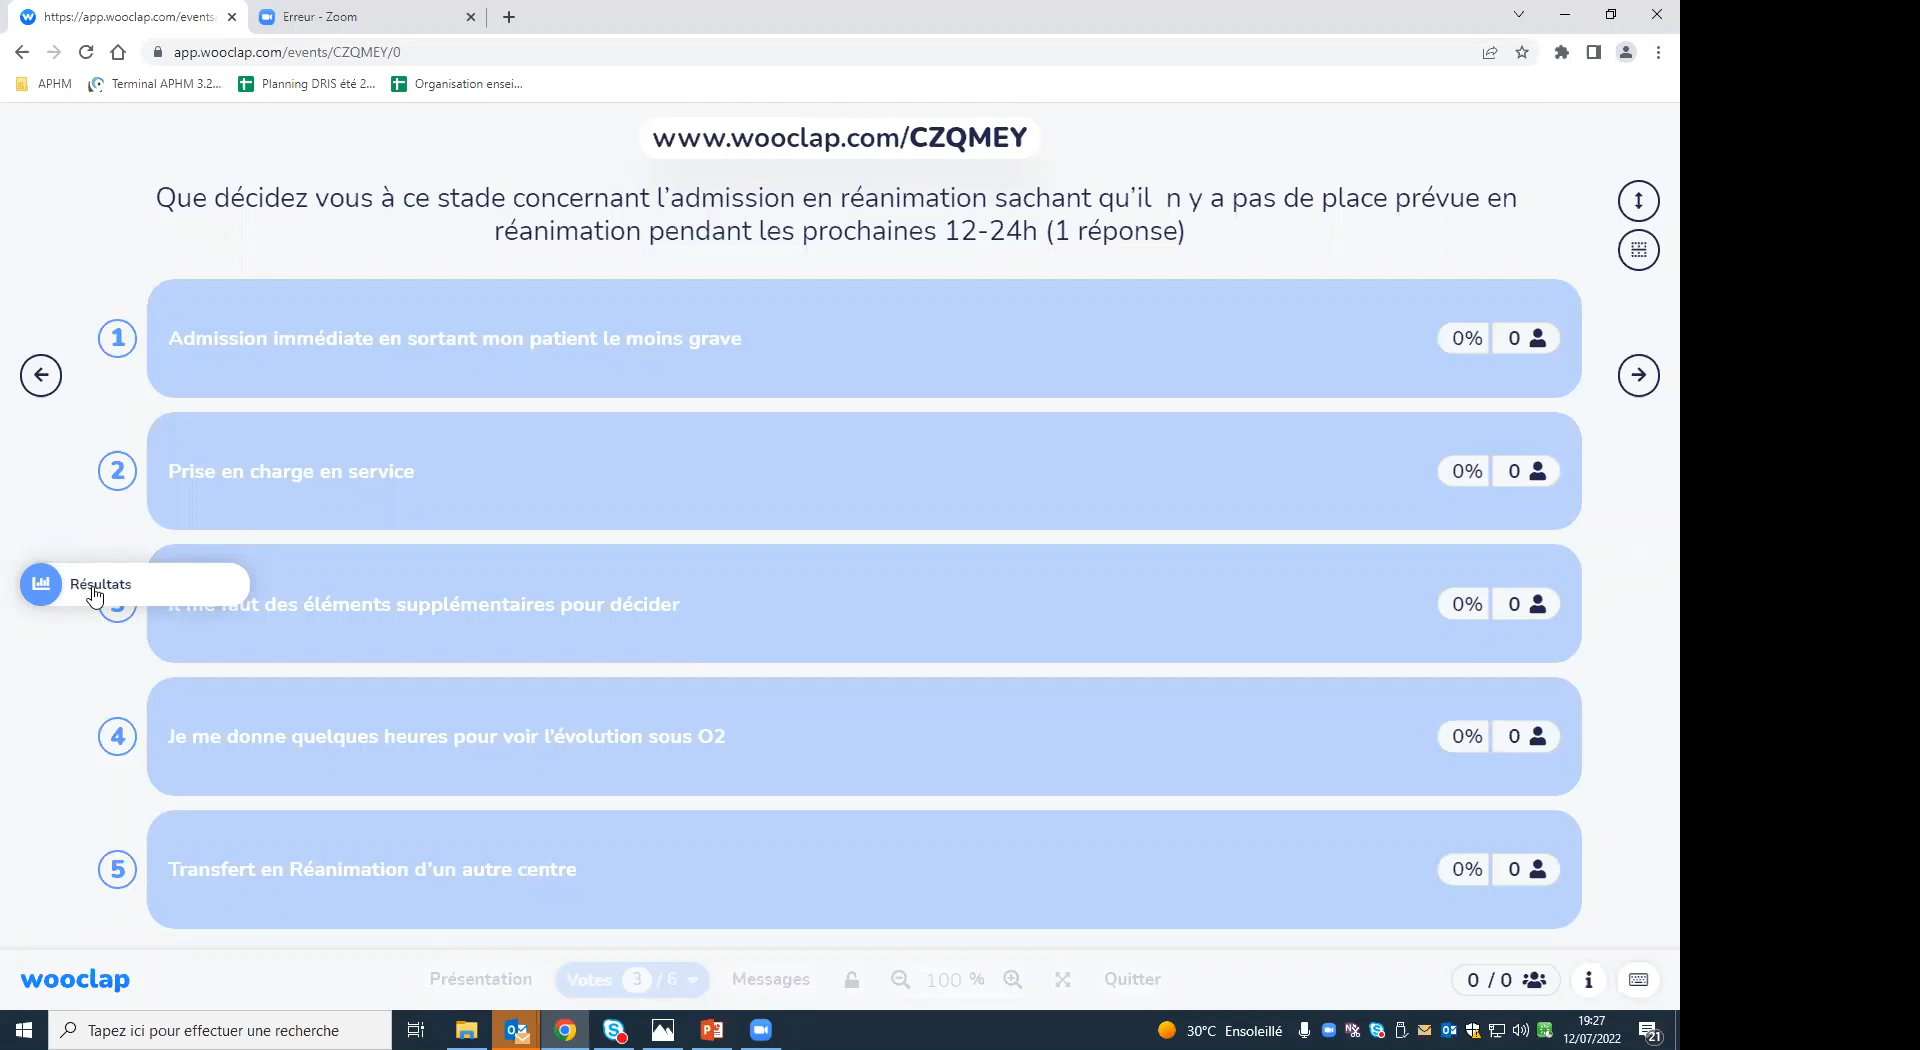 https://app.wooclap.com/events
Erreur - Zoom
app.wooclap.com/events/CZQMEY/0
APHM
Terminal APHM 3.2...
Planning DRIS été 2...
Organisation ensei...
www.wooclap.com/CZQMEY
Que décidez vous à ce stade concernant l'admission en réanimation sachant qu'il n y a pas de place prévue en
réanimation pendant les prochaines 12-24h (1 réponse)
1 Admission immédiate en sortant mon patient le moins grave 0% 0
2 Prise en charge en service 0% 0
Résultats
3 Il me faut des éléments supplémentaires pour décider 0% 0
4 Je me donne quelques heures pour voir l'évolution sous O2 0% 0
5 Transfert en Réanimation d'un autre centre 0% 0
wooclap
Présentation
Votes 3 / 6
Messages
100 %
Quitter
0 / 0
Tapez ici pour effectuer une recherche
30°C Ensoleillé
19:27
12/07/2022
21